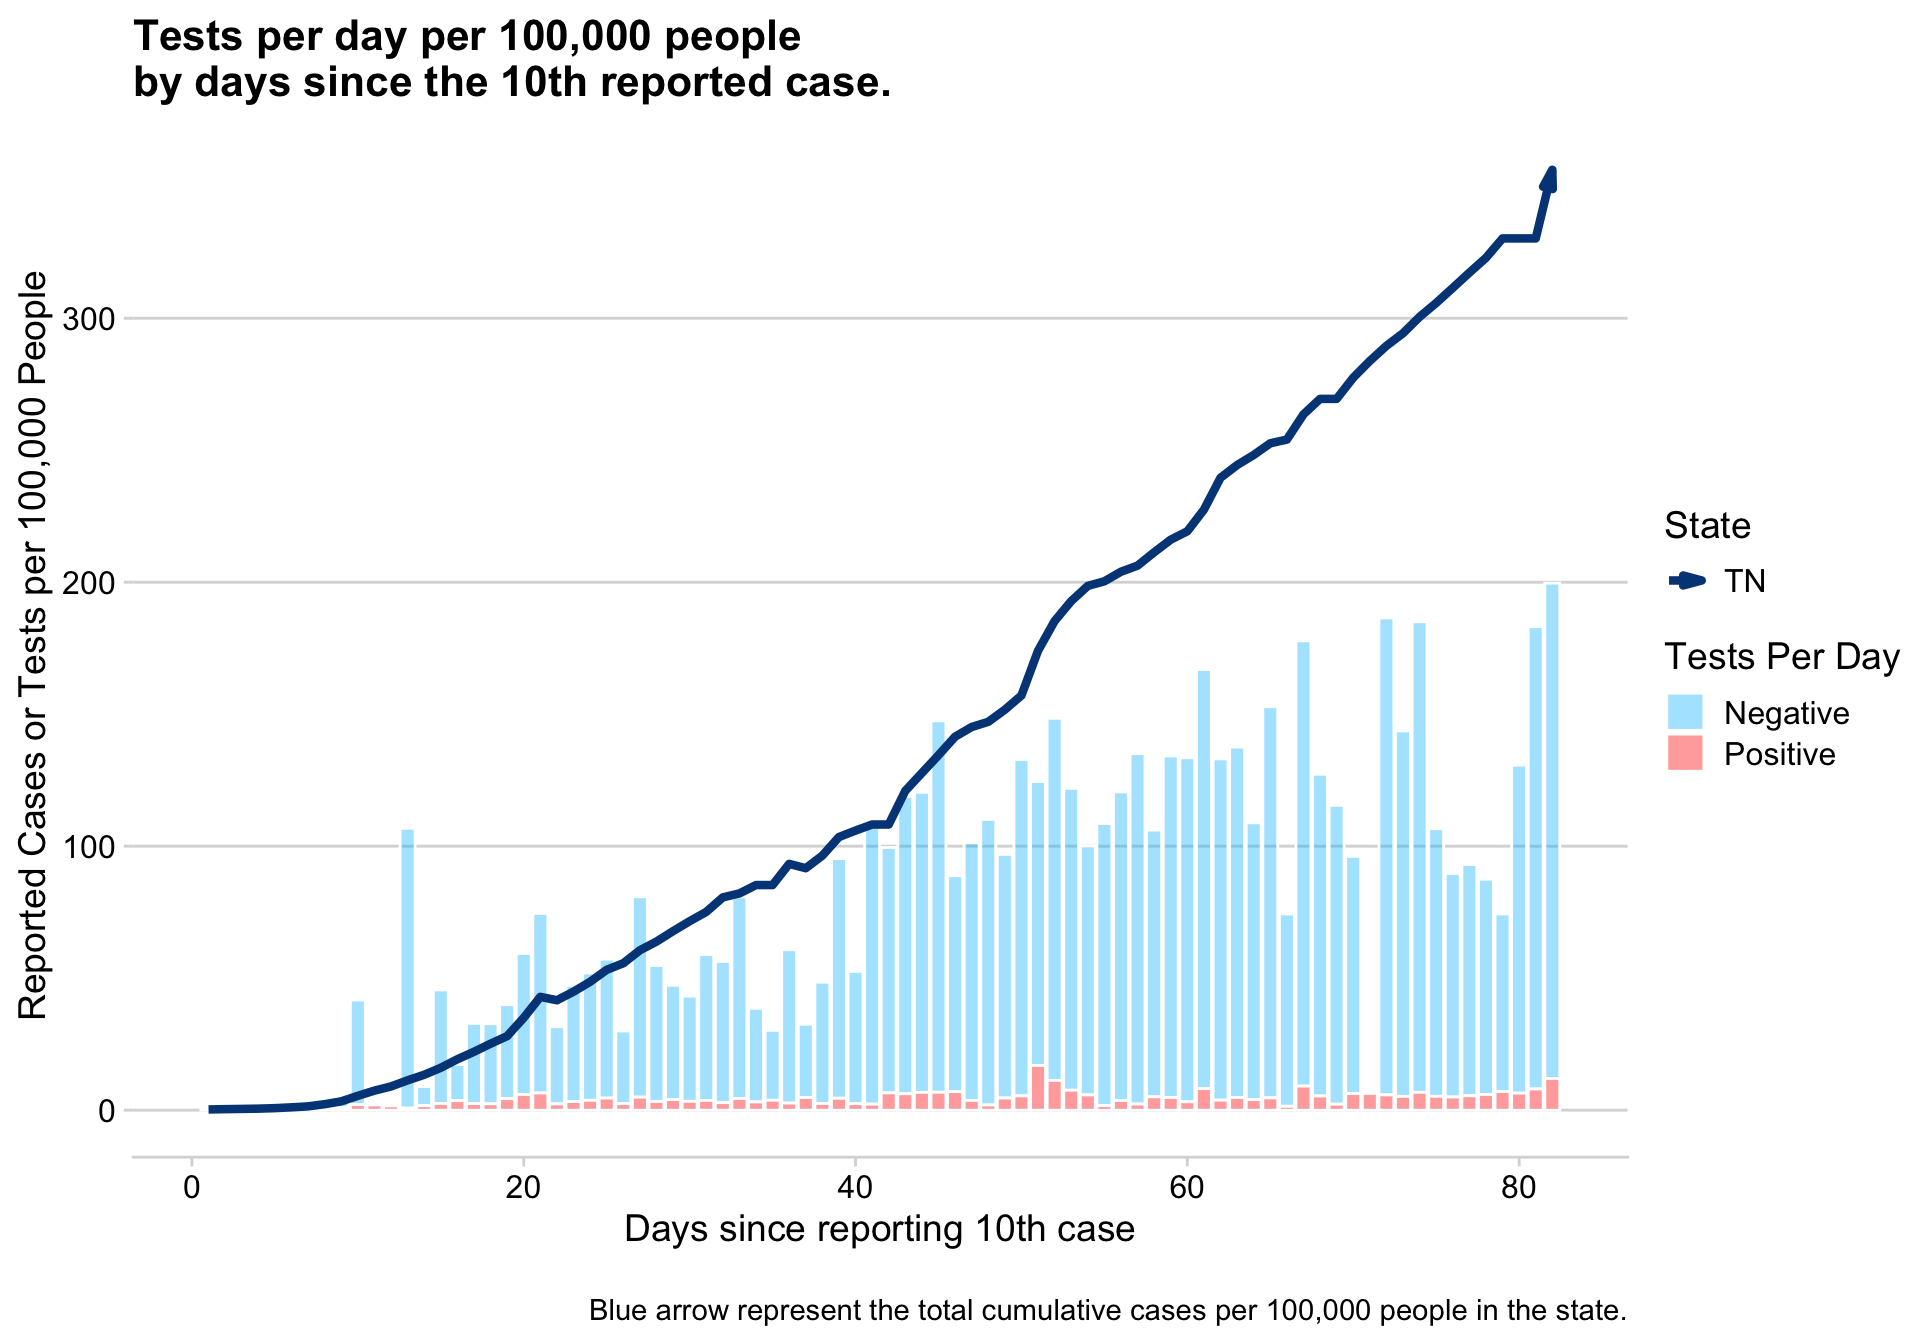 Tests per day per 100,000 people
by days since the 10th reported case.
Reported Cases or Tests per 100,000 People
300
200
100
0
0 20 40 60 80
Days since reporting 10th case
State
TN
Tests Per Day
Negative
Positive
Blue arrow represent the total cumulative cases per 100,000 people in the state.